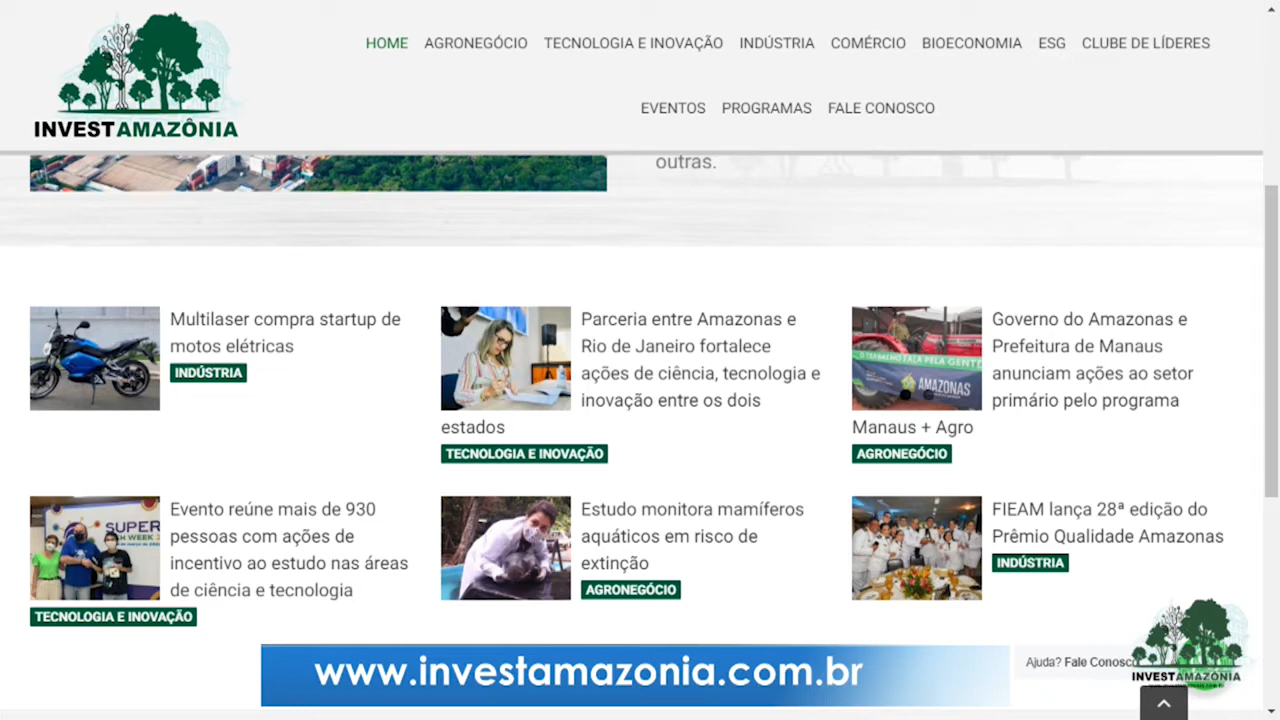 HOME AGRONEGÓCIO TECNOLOGIA E INOVAÇÃO INDÚSTRIA COMÉRCIO BIOECONOMIA ESG CLUBE DE LÍDERES
EVENTOS PROGRAMAS FALE CONOSCO
INVESTAMAZÔNIA
outras.
Multilaser compra startup de
motos elétricas
INDÚSTRIA
Parceria entre Amazonas e
Rio de Janeiro fortalece
ações de ciência, tecnologia e
inovação entre os dois
estados
TECNOLOGIA E INOVAÇÃO
O TRABALHO FAZ PELA GENTE
AMAZONAS
Governo do Amazonas e
Prefeitura de Manaus
anunciam ações ao setor
primário pelo programa
Manaus + Agro
AGRONEGÓCIO
SUPER
Evento reúne mais de 930
pessoas com ações de
incentivo ao estudo nas áreas
de ciência e tecnologia
TECNOLOGIA E INOVAÇÃO
Estudo monitora mamíferos
aquáticos em risco de
extinção
AGRONEGÓCIO
FIEAM lança 28ª edição do
Prêmio Qualidade Amazonas
INDÚSTRIA
www.investamazonia.com.br
Ajuda? Fale Conosco
INVESTAMAZÔNIA